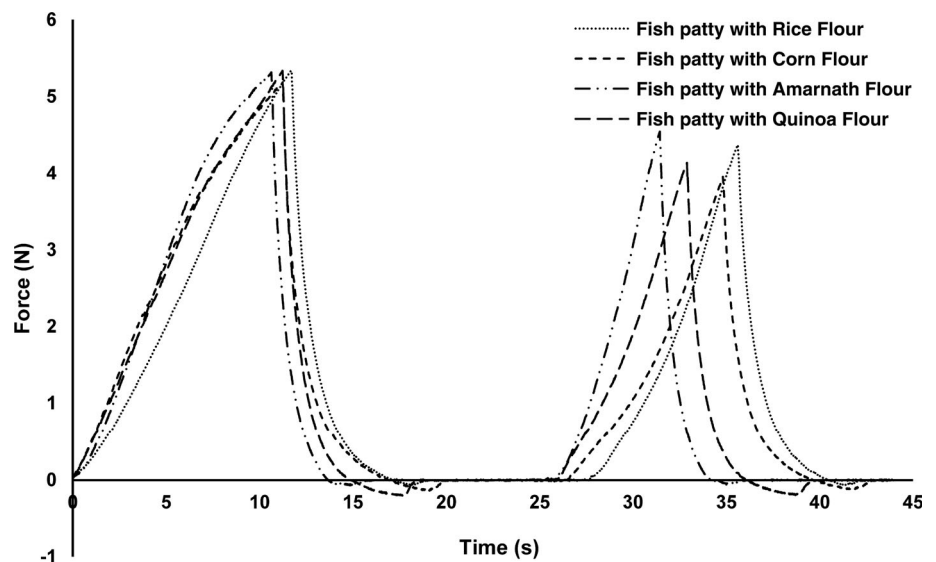 6
Fish patty with Rice Flour
5
Fish patty with Corn Flour
Fish patty with Amarnath Flour
Fish patty with Quinoa Flour
4
3
Force (N)
2
1
0
0 5 10 15 20 25 30 35 40 45
-1
Time (s)